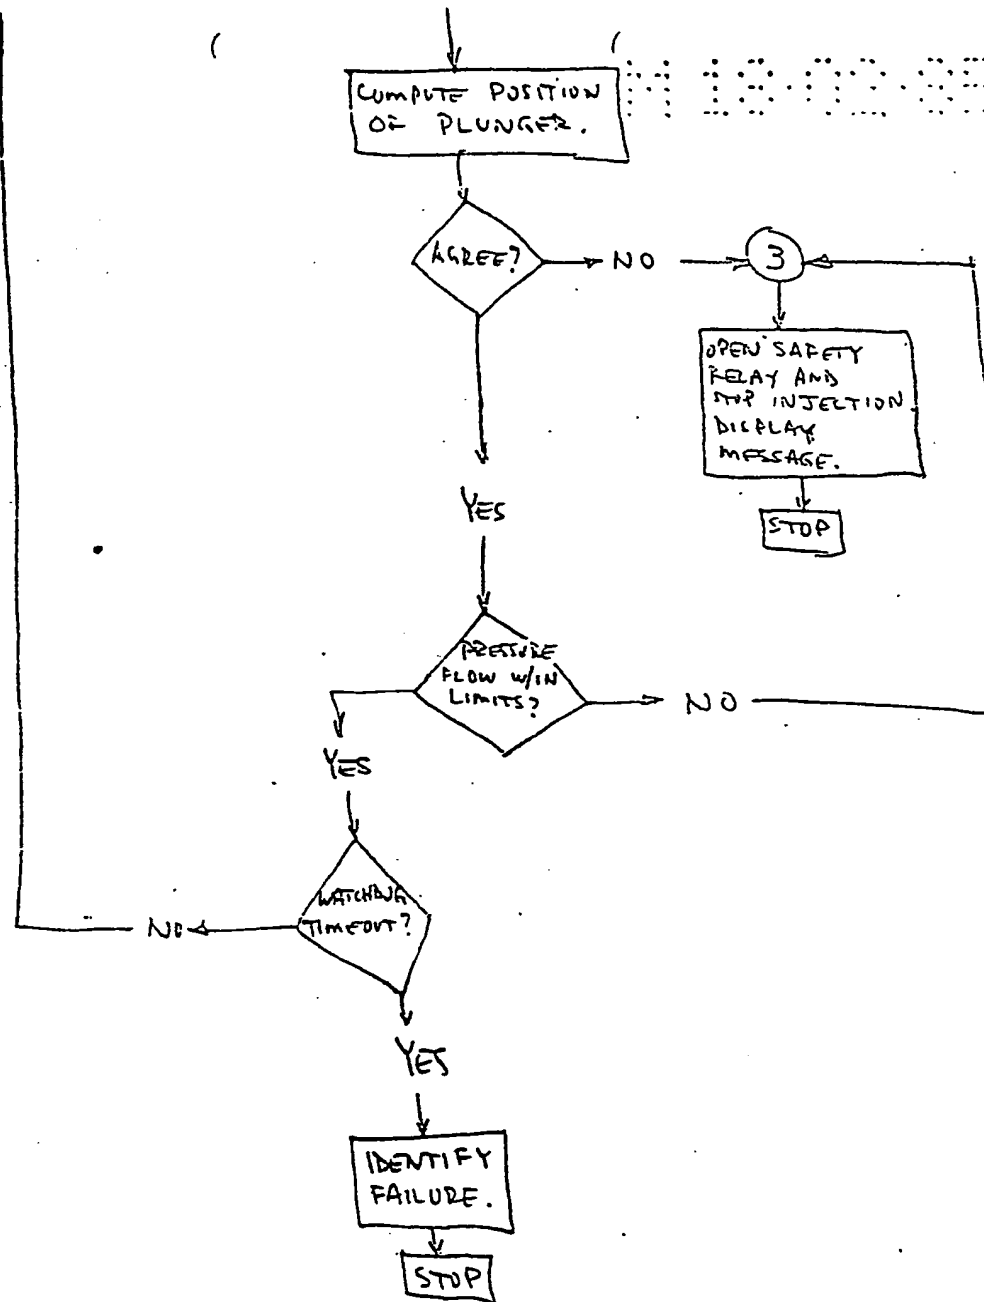 COMPUTE POSITION
OF PLUNGER.
AGREE?
NO
3
OPEN SAFETY
RELAY AND
STOP INJECTION
DISPLAY
MESSAGE.
STOP
YES
PRESSURE
FLOW W/IN
LIMITS?
NO
YES
WATCHDOG
TIMEOUT?
NO
YES
IDENTIFY
FAILURE.
STOP